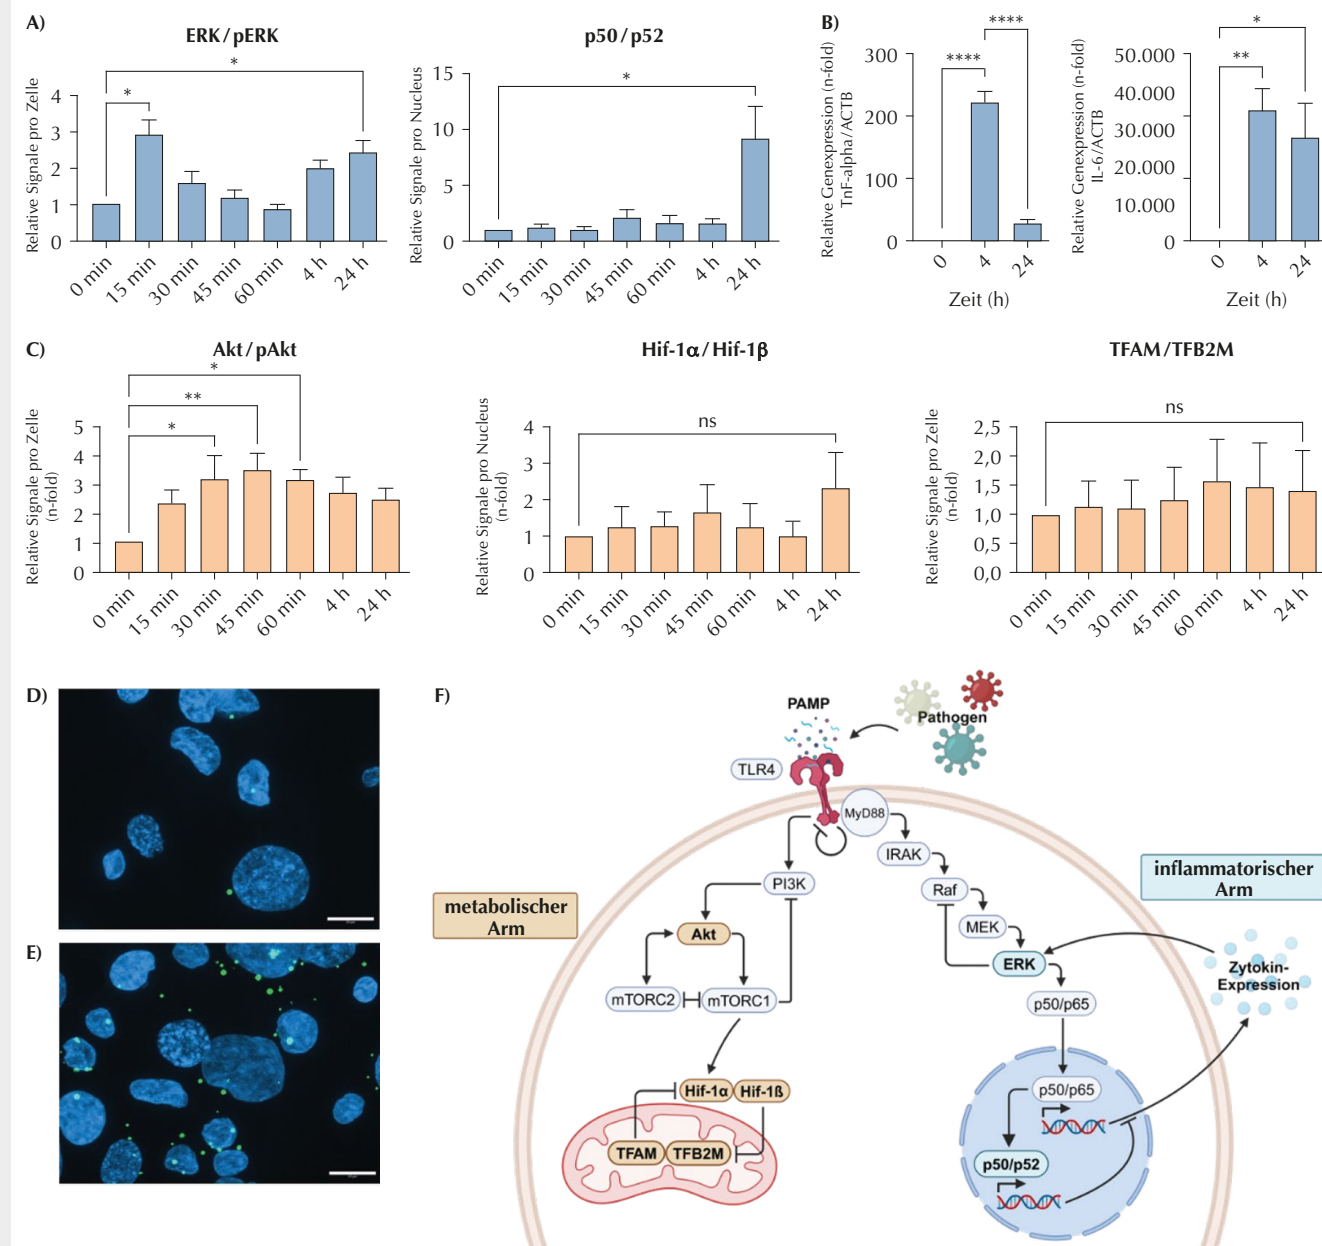 A)
ERK/pERK
Relative Signale pro Zelle
4
3
2
1
0
*
*
0 min
15 min
30 min
45 min
60 min
4 h
24 h
p50/p52
Relative Signale pro Nucleus
15
10
5
0
*
0 min
15 min
30 min
45 min
60 min
4 h
24 h
B)
Relative Genexpression (n-fold)
TnF-alpha/ACTB
300
200
100
0
****
****
0
4
24
Zeit (h)
Relative Genexpression (n-fold)
IL-6/ACTB
50.000
40.000
30.000
20.000
10.000
0
*
**
0
4
24
Zeit (h)
C)
Akt/pAkt
Relative Signale pro Zelle
(n-fold)
5
4
3
2
1
0
*
**
*
0 min
15 min
30 min
45 min
60 min
4 h
24 h
Hif-1α/Hif-1β
Relative Signale pro Nucleus
(n-fold)
4
3
2
1
0
ns
0 min
15 min
30 min
45 min
60 min
4 h
24 h
TFAM/TFB2M
Relative Signale pro Zelle
(n-fold)
2,5
2,0
1,5
1,0
0,5
0,0
ns
0 min
15 min
30 min
45 min
60 min
4 h
24 h
D)
E)
F)
PAMP
Pathogen
TLR4
MyD88
IRAK
Raf
MEK
ERK
p50/p65
p50/p65
p50/p52
inflammatorischer
Arm
Zytokin-
Expression
metabolischer
Arm
PI3K
Akt
mTORC2
mTORC1
Hif-1α
Hif-1ß
TFAM
TFB2M